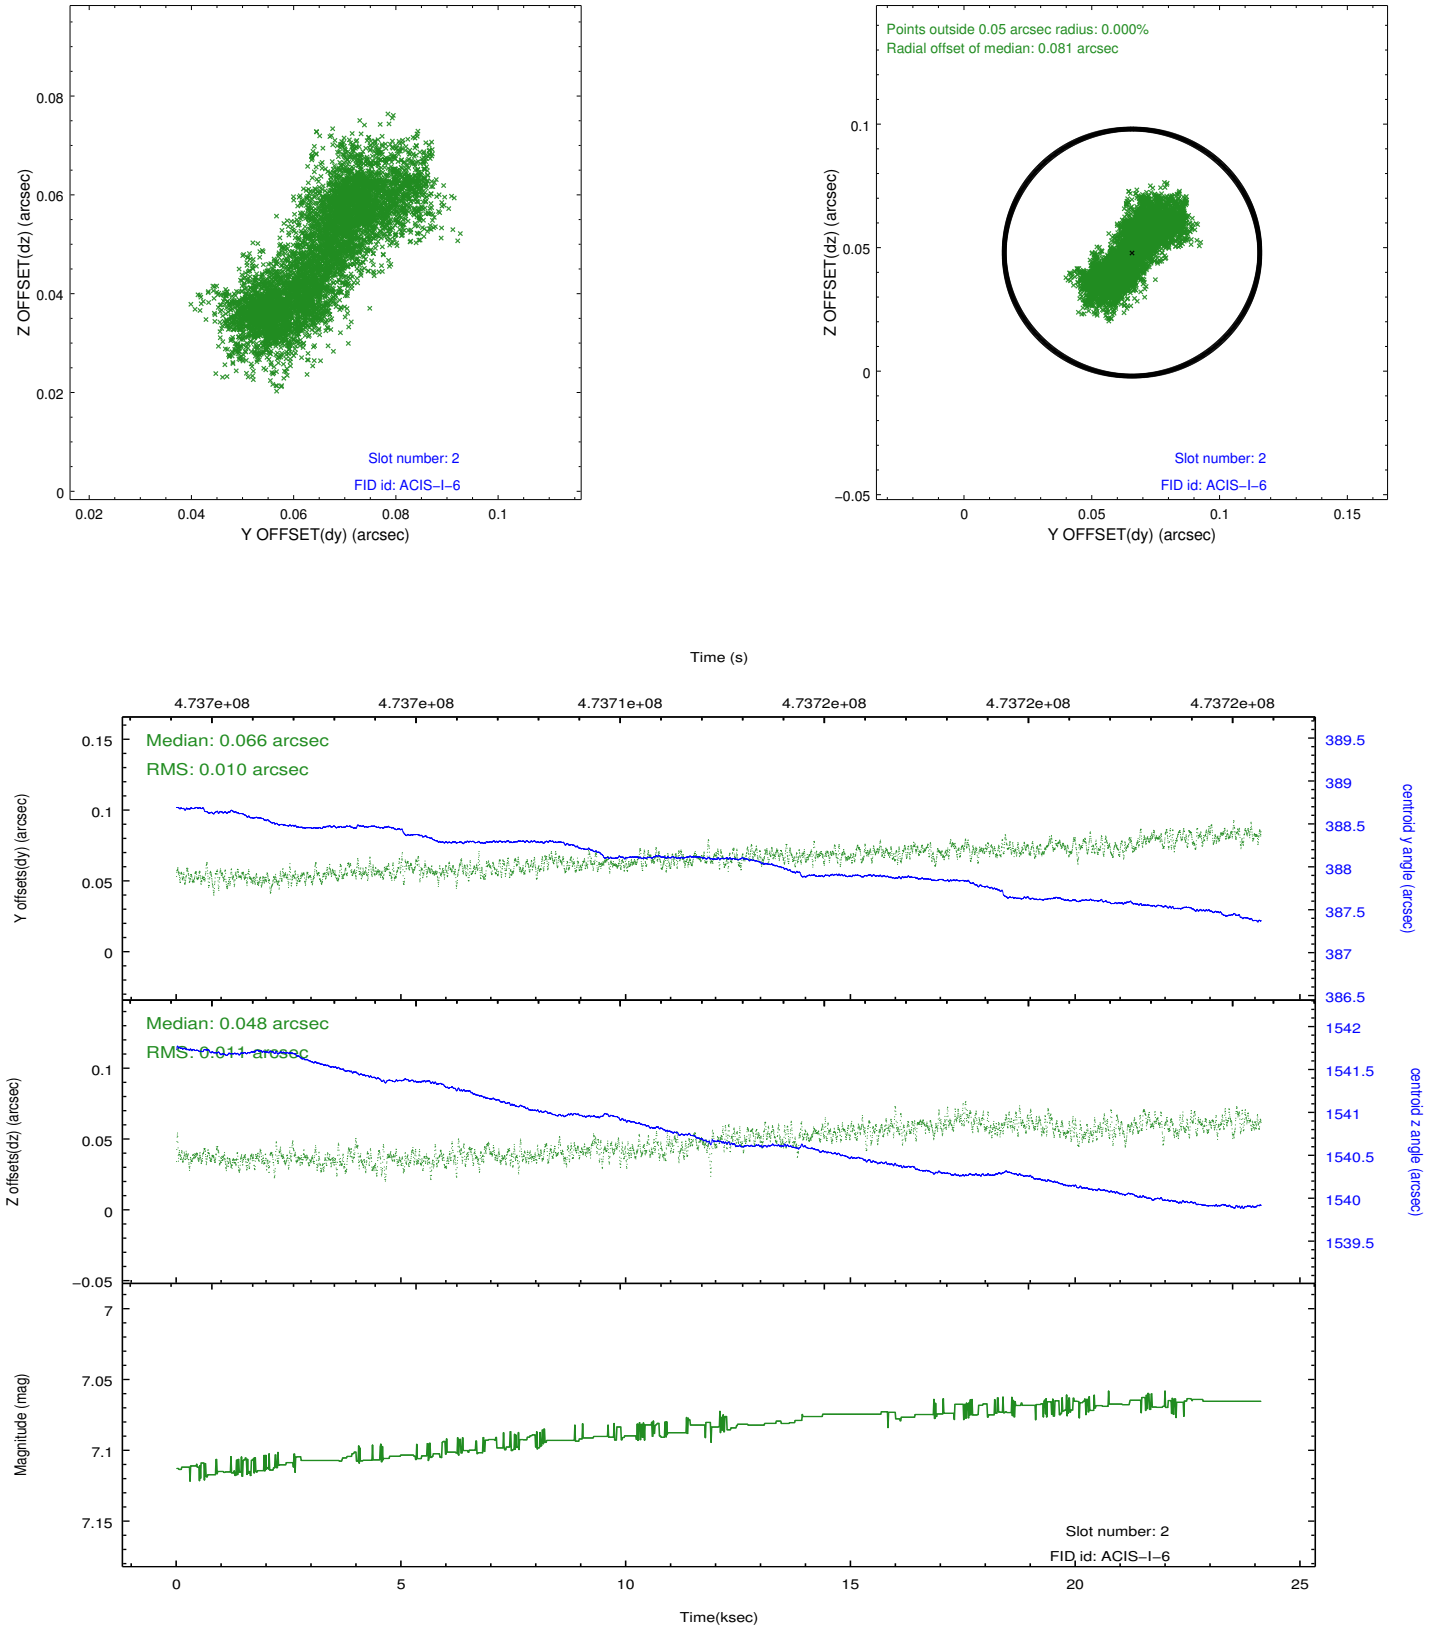 0.08
0.06
0.04
0.02
0
Z OFFSET(dz) (arcsec)
Slot number: 2
FID id: ACIS−I−6
0.02 0.04 0.06 0.08 0.1
Y OFFSET(dy) (arcsec)
Points outside 0.05 arcsec radius: 0.000%
Radial offset of median: 0.081 arcsec
0.1
0.05
0
−0.05
Z OFFSET(dz) (arcsec)
Slot number: 2
FID id: ACIS−I−6
0 0.05 0.1 0.15
Y OFFSET(dy) (arcsec)
Time (s)
4.737e+08 4.737e+08 4.7371e+08 4.7372e+08 4.7372e+08 4.7372e+08
Median: 0.066 arcsec
RMS: 0.010 arcsec
0.15
0.1
0.05
0
Y offsets(dy) (arcsec)
389.5
389
388.5
388
387.5
387
386.5
centroid y angle (arcsec)
Median: 0.048 arcsec
RMS: 0.011 arcsec
0.1
0.05
0
−0.05
Z offsets(dz) (arcsec)
1542
1541.5
1541
1540.5
1540
1539.5
centroid z angle (arcsec)
7
7.05
7.1
7.15
Magnitude (mag)
Slot number: 2
FID id: ACIS−I−6
0 5 10 15 20 25
Time(ksec)